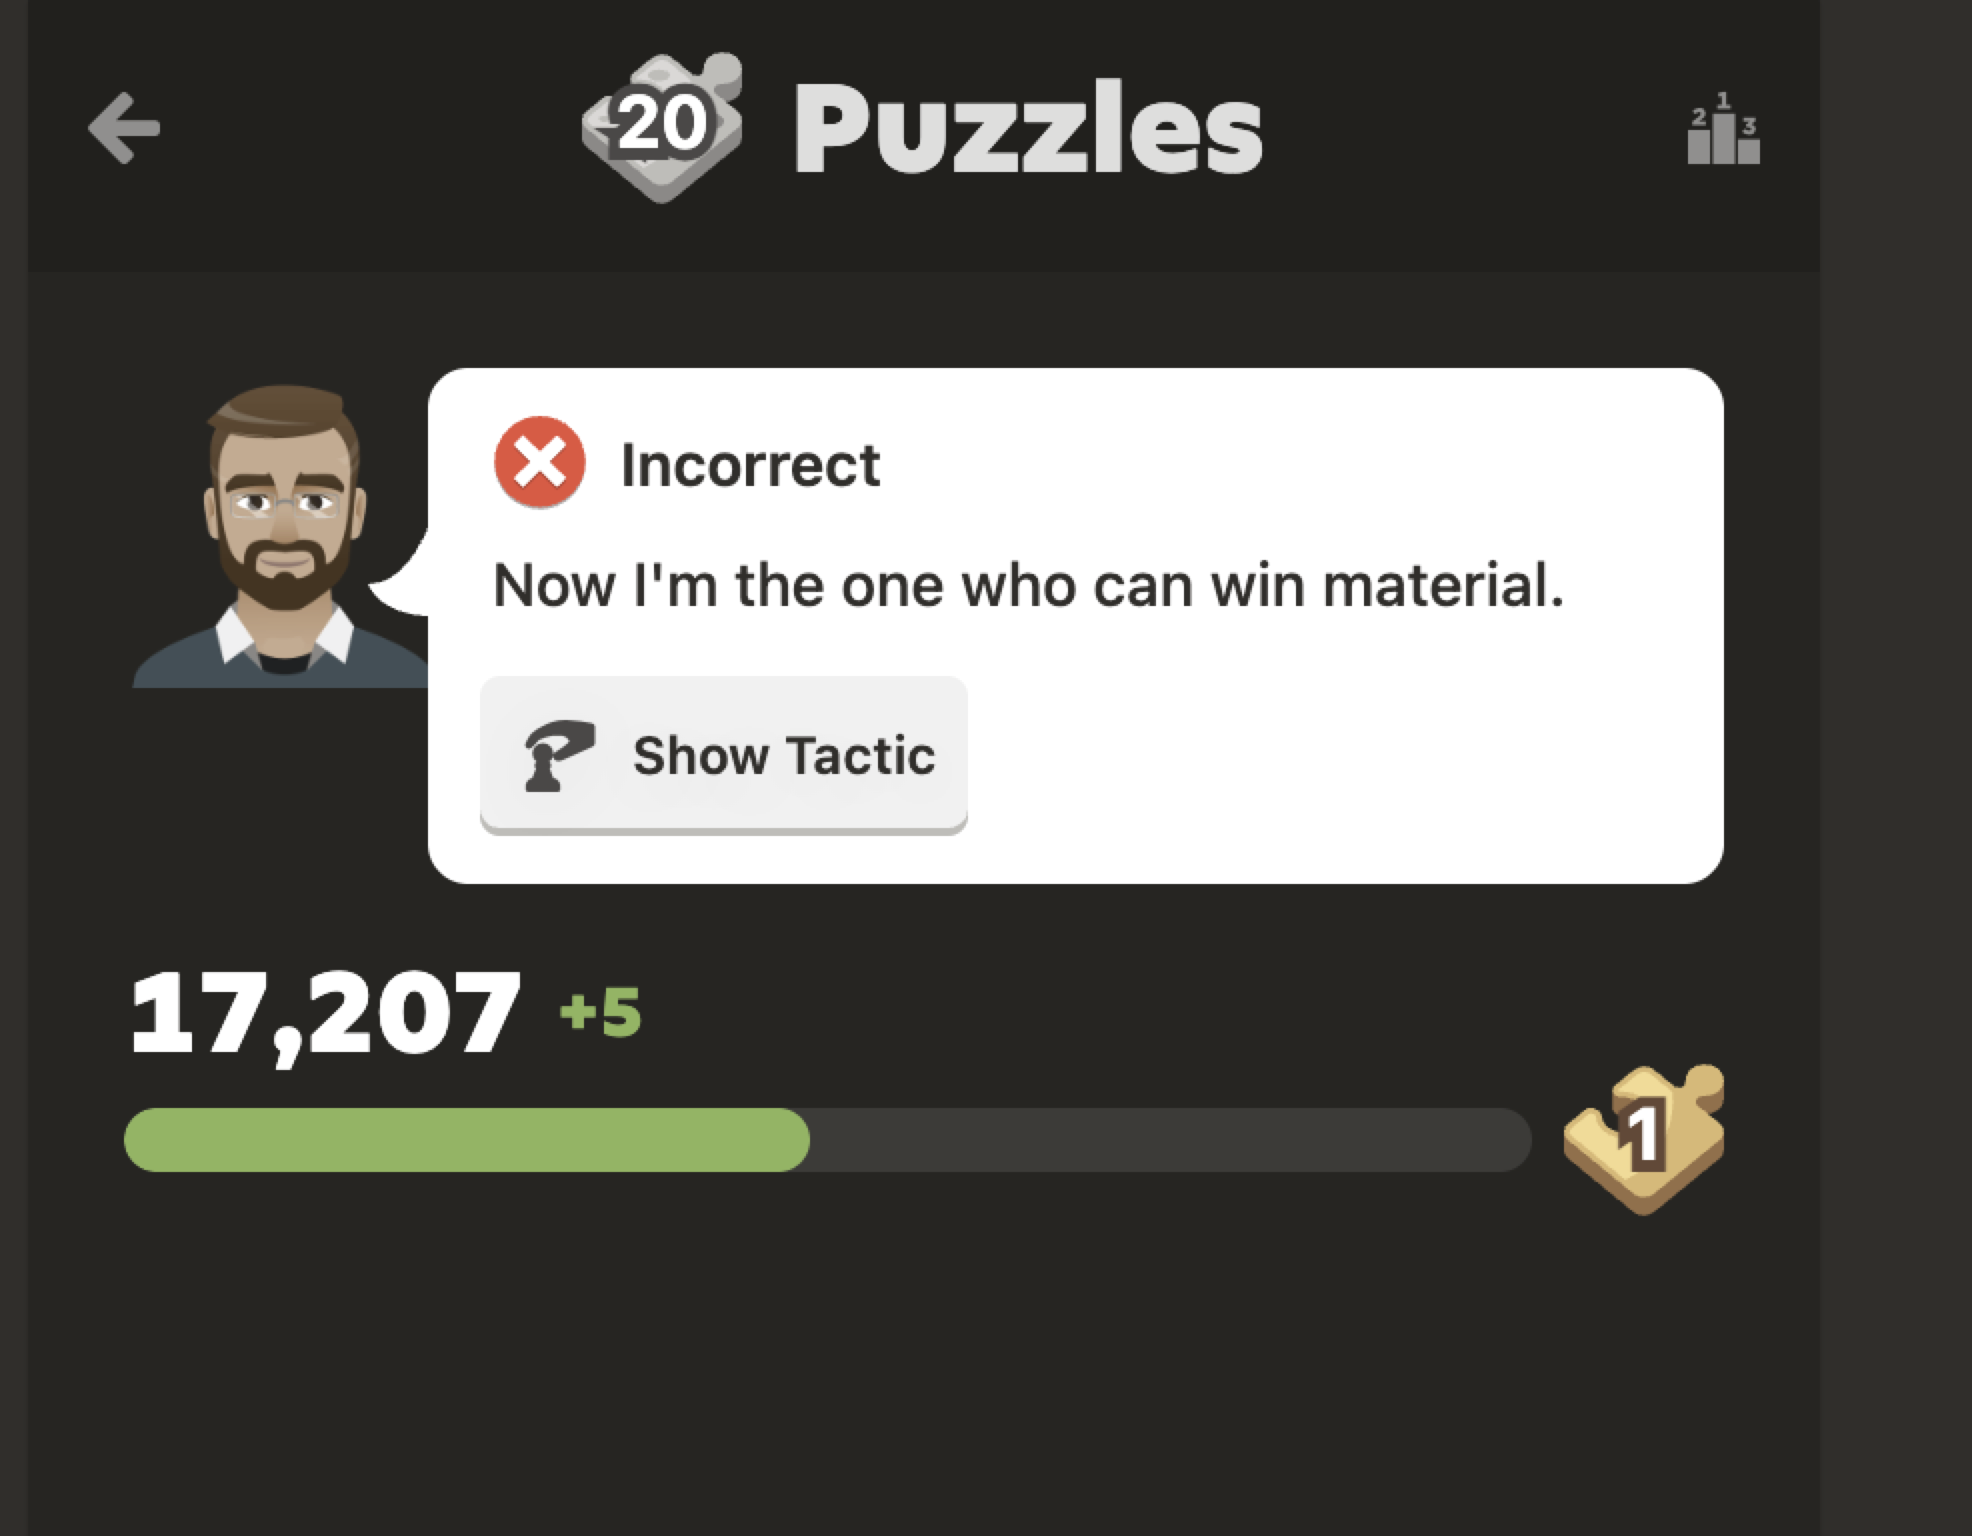 20 Puzzles
2 1 3
Incorrect
Now I'm the one who can win material.
Show Tactic
17,207 +5
1